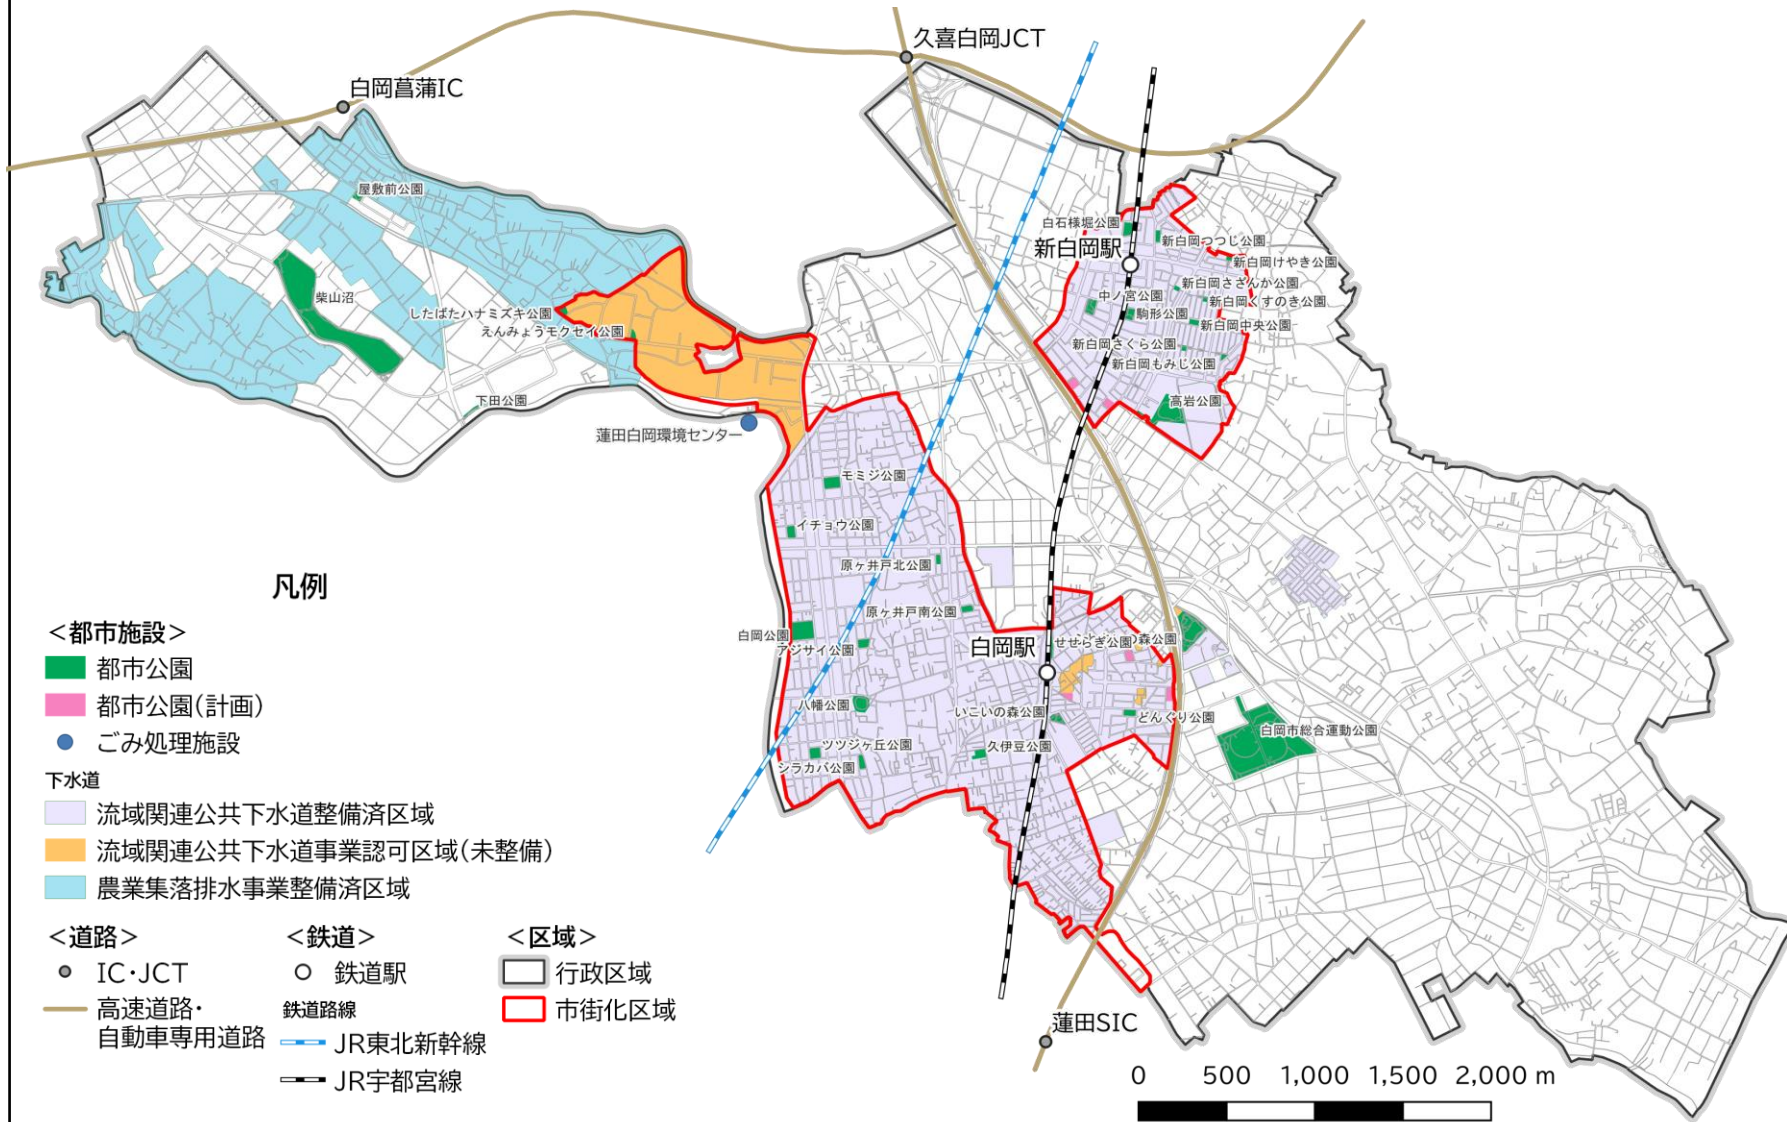 久喜白岡JCT
白岡菖蒲IC
屋敷前公園
白石様堀公園
新白岡駅
新白岡つつじ公園
新白岡けやき公園
新白岡さざんか公園
中ノ宮公園
新白岡くすのき公園
柴山沼
したばたハナミズキ公園
駒形公園
新白岡中央公園
えんみょうモクセイ公園
新白岡さくら公園
新白岡もみじ公園
下田公園
高岩公園
蓮田白岡環境センター
モミジ公園
イチョウ公園
原ヶ井戸北公園
原ヶ井戸南公園
白岡公園
アジサイ公園
白岡駅
せせらぎ公園
の森公園
八幡公園
いこいの森公園
どんぐり公園
白岡市総合運動公園
ツツジヶ丘公園
久伊豆公園
シラカバ公園
蓮田SIC
凡例
<都市施設>
都市公園
都市公園(計画)
ごみ処理施設
下水道
流域関連公共下水道整備済区域
流域関連公共下水道事業認可区域(未整備)
農業集落排水事業整備済区域
<道路>
IC・JCT
高速道路・
自動車専用道路
<鉄道>
鉄道駅
鉄道路線
JR東北新幹線
JR宇都宮線
<区域>
行政区域
市街化区域
0 500 1,000 1,500 2,000 m